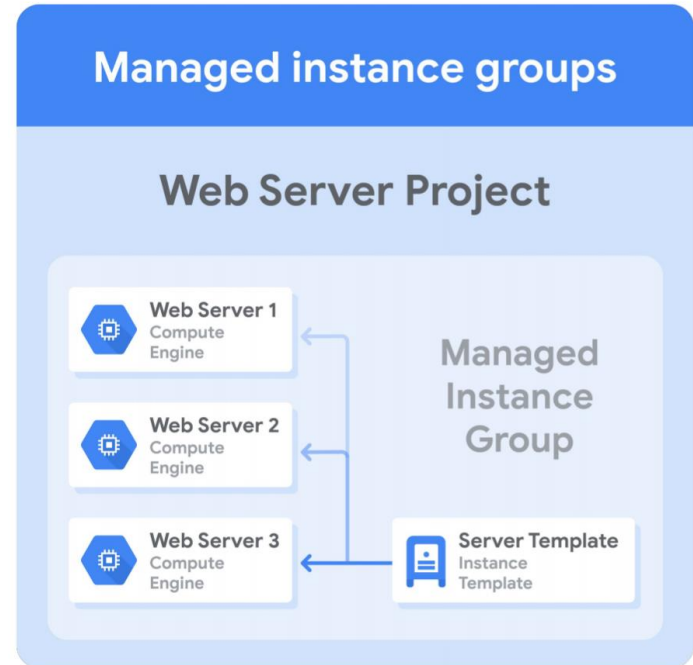 Managed instance groups
Web Server Project
Web Server 1
Compute
Engine
Web Server 2
Compute
Engine
Web Server 3
Compute
Engine
Managed
Instance
Group
Server Template
Instance
Template